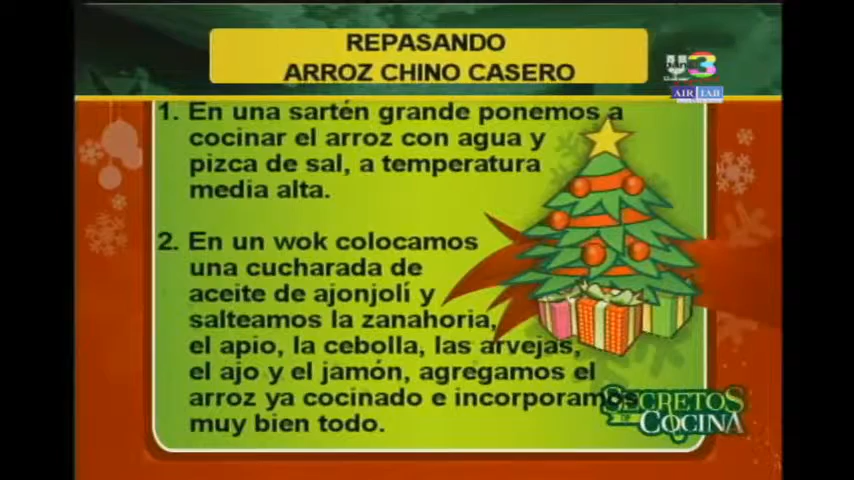 REPASANDO
ARROZ CHINO CASERO
3
AIR TAB
1. En una sartén grande ponemos a
cocinar el arroz con agua y
pizca de sal, a temperatura
media alta.
2. En un wok colocamos
una cucharada de
aceite de ajonjolí y
salteamos la zanahoria,
el apio, la cebolla, las arvejas,
el ajo y el jamón, agregamos el
arroz ya cocinado e incorporamos
muy bien todo.
SECRETOS
DE COCINA